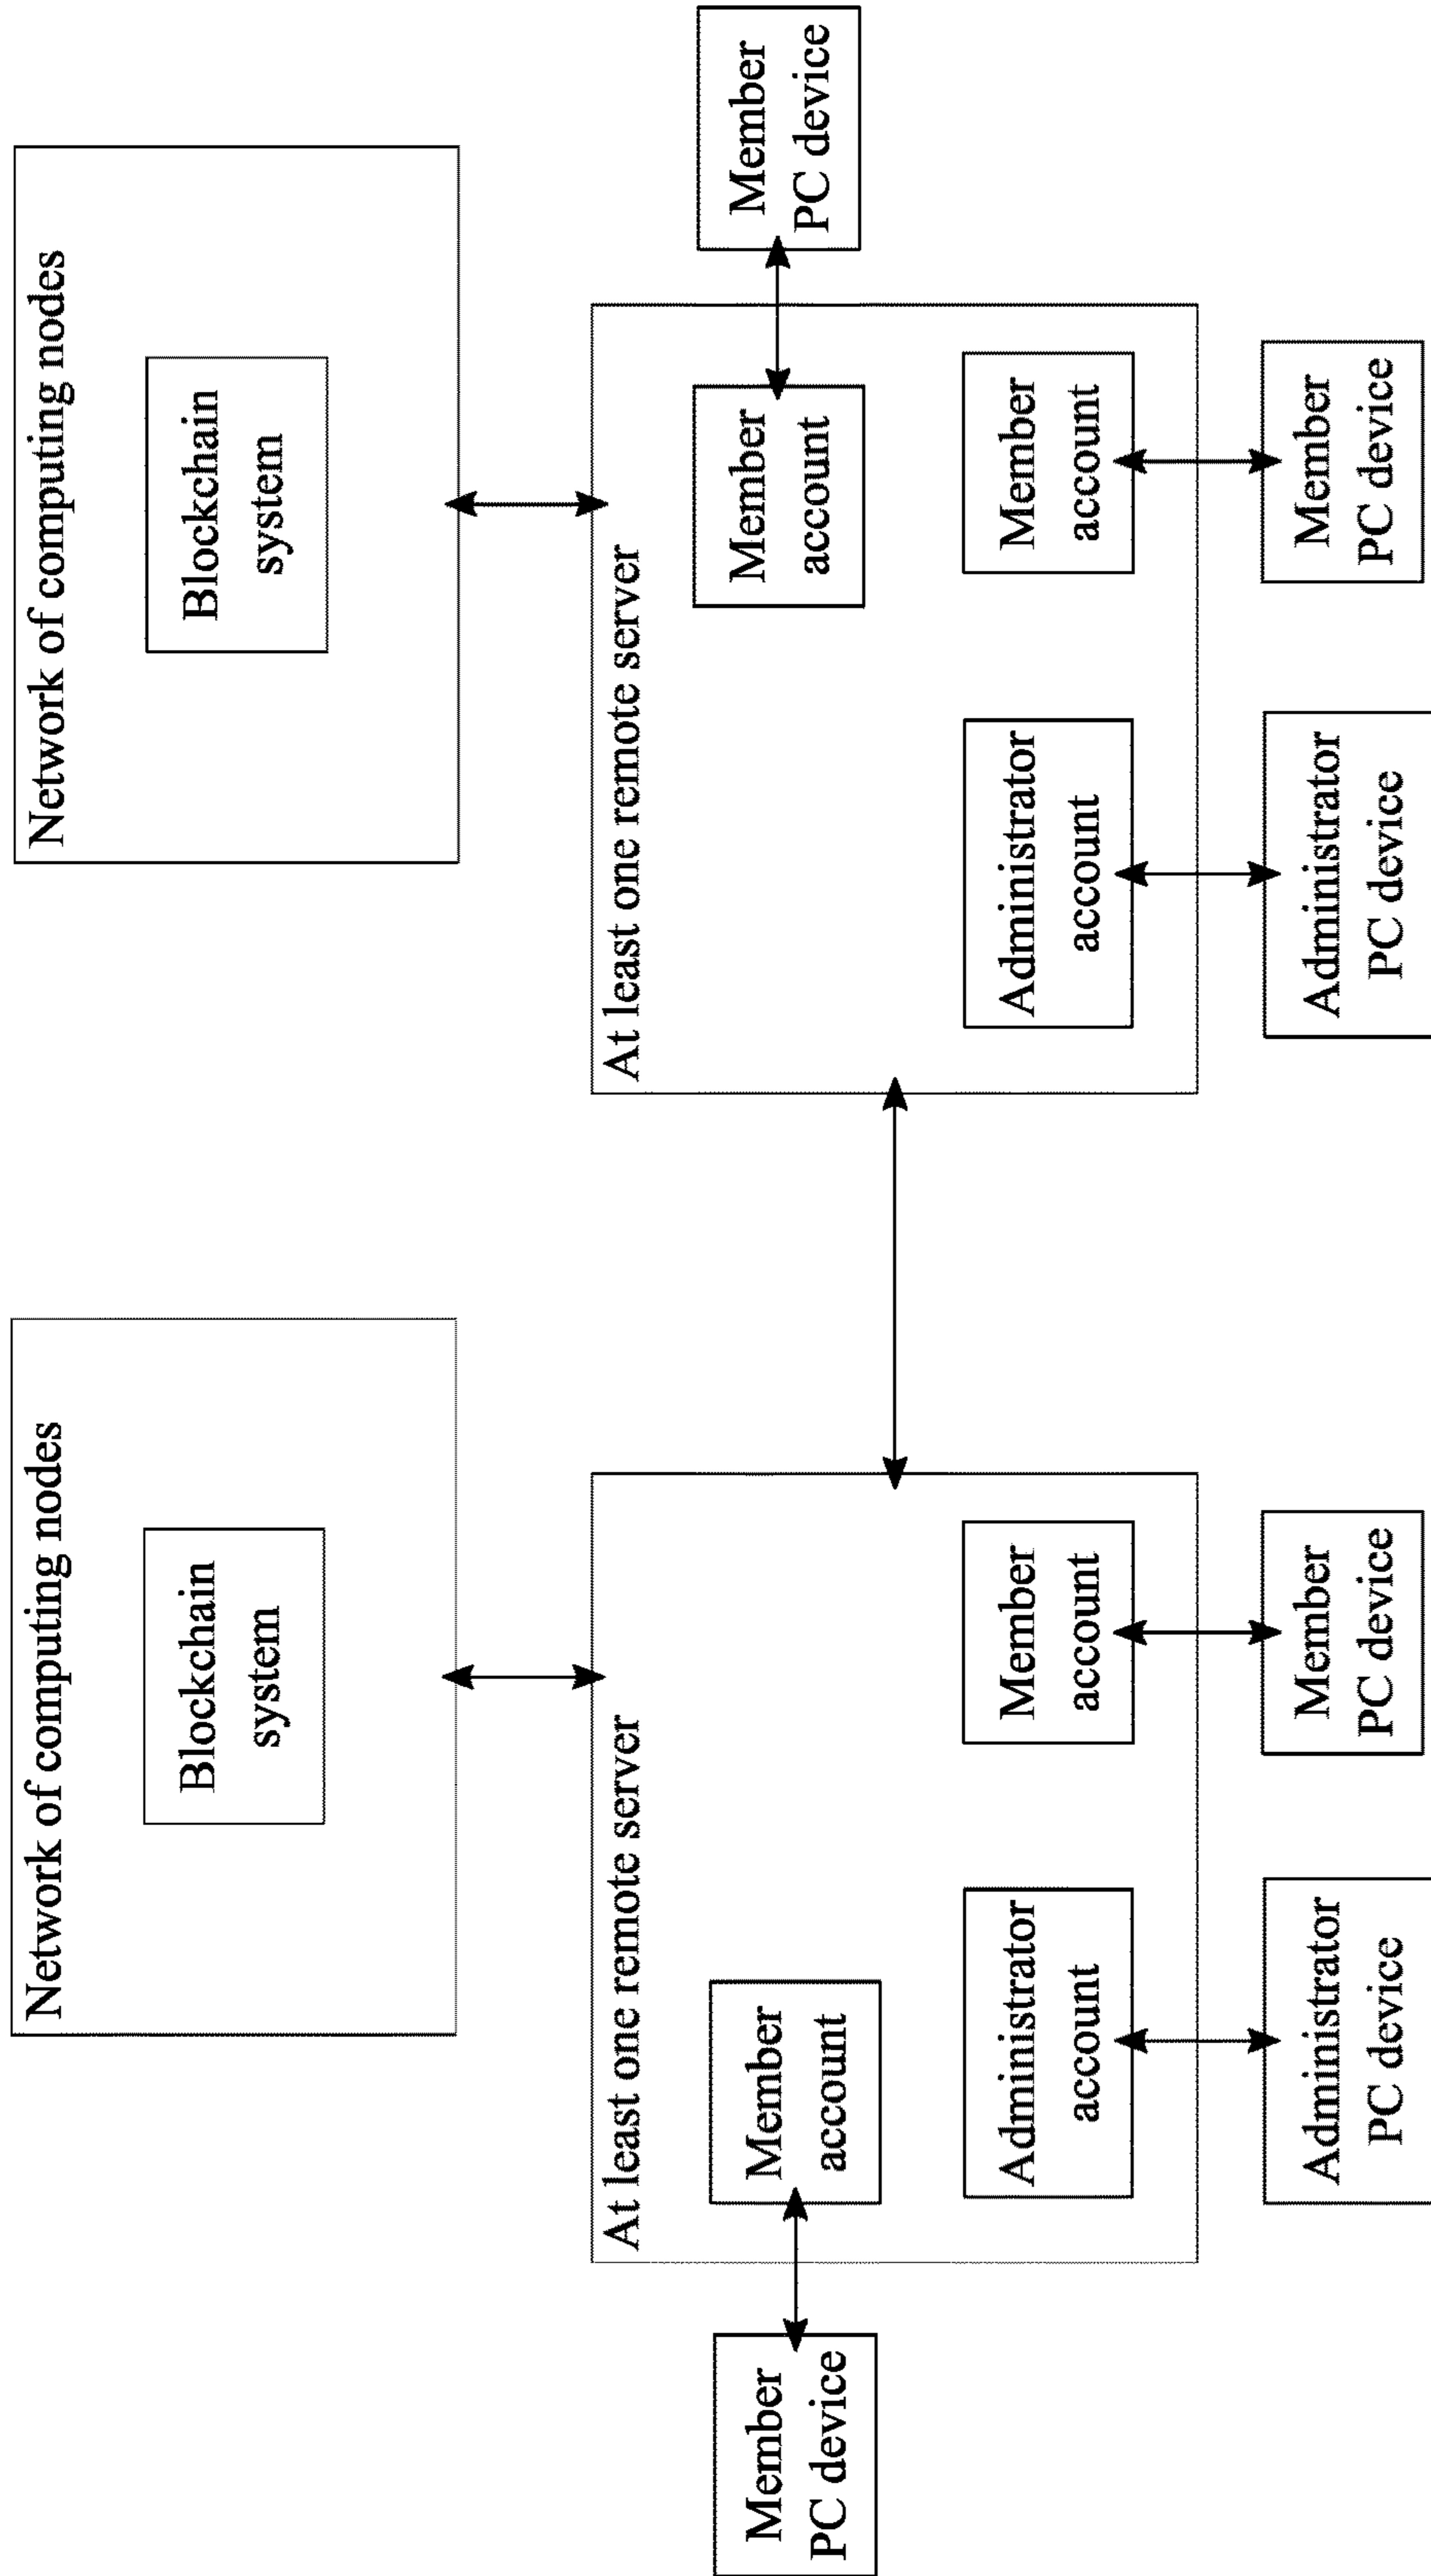 Network of computing nodes
Blockchain
system
Network of computing nodes
Blockchain
system
At least one remote server
Member
PC device
Member
account
Administrator
account
Administrator
PC device
Member
account
Member
PC device
At least one remote server
Member
account
Member
PC device
Administrator
account
Administrator
PC device
Member
account
Member
PC device